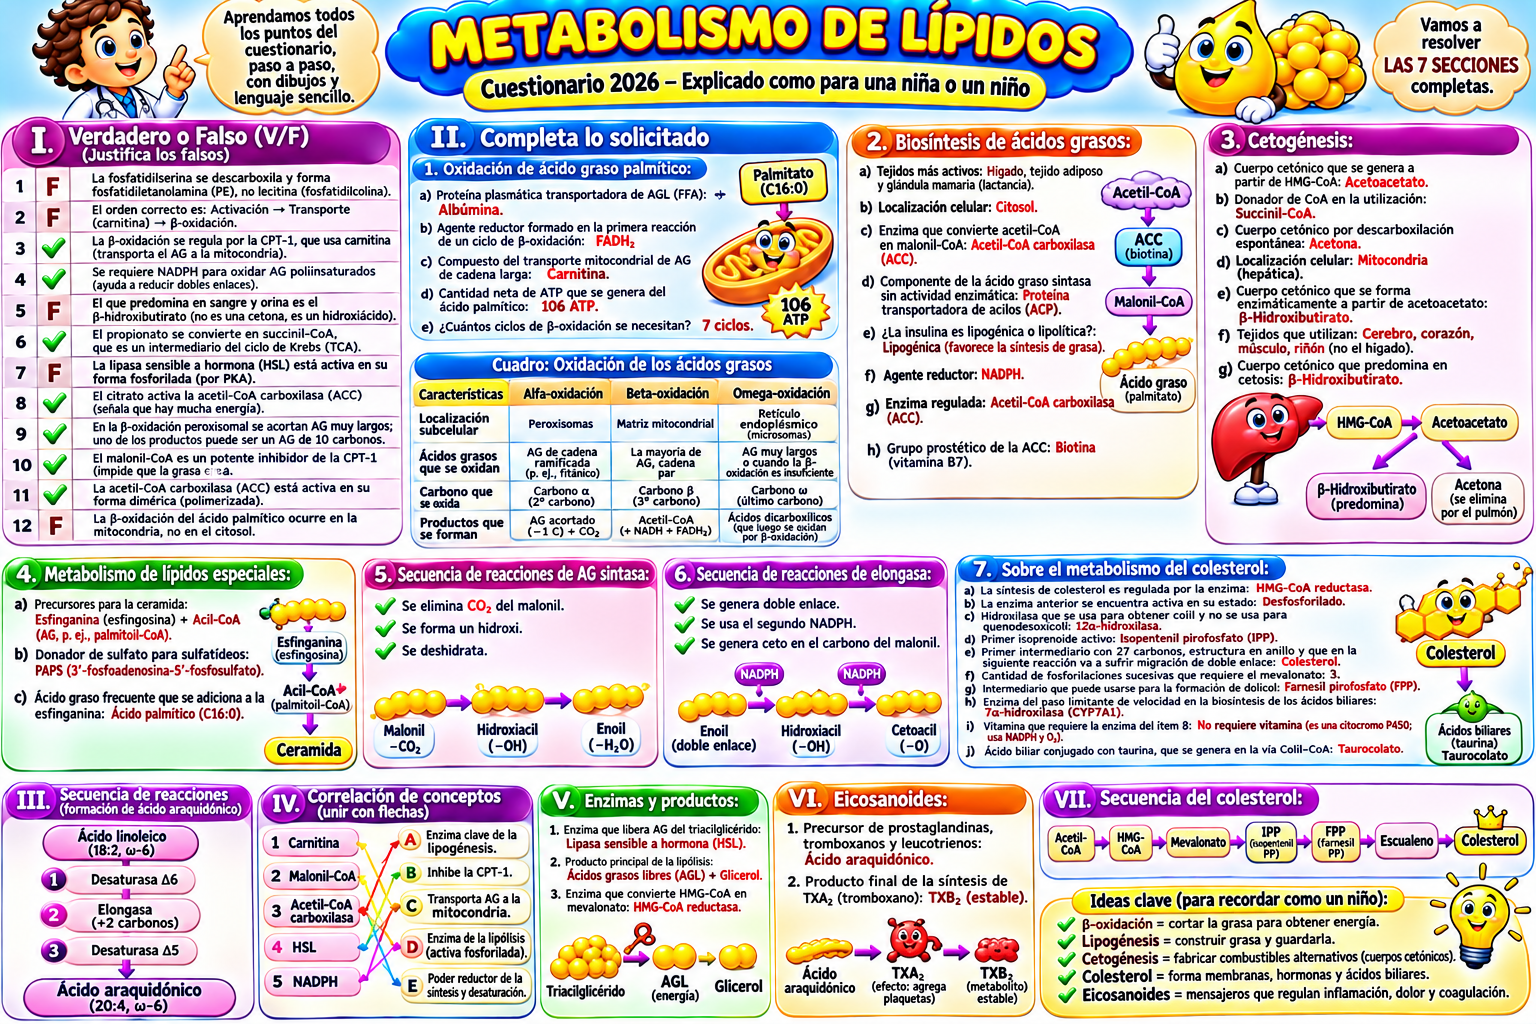 Aprendamos todos
los puntos del
cuestionario,
paso a paso,
con dibujos y
lenguaje sencillo.
METABOLISMO DE LÍPIDOS
Cuestionario 2026 – Explicado como para una niña o un niño
Vamos a
resolver
LAS 7 SECCIONES
completas.
I. Verdadero o Falso (V/F)
(Justifica los falsos)
1 F La fosfatidilserina se descarboxila y forma
fosfatidiletanolamina (PE), no lecitina (fosfatidilcolina).
2 F El orden correcto es: Activación → Transporte
(carnitina) → β-oxidación.
3 ✓ La β-oxidación se regula por la CPT-1, que usa carnitina
(transporta el AG a la mitocondria).
4 ✓ Se requiere NADPH para oxidar AG poliinsaturados
(ayuda a reducir dobles enlaces).
5 F El que predomina en sangre y orina es el
β-hidroxibutirato (no es una cetona, es un hidroxiácido).
6 ✓ El propionato se convierte en succinil-CoA,
que es un intermediario del ciclo de Krebs (TCA).
7 F La lipasa sensible a hormona (HSL) está activa en su
forma fosforilada (por PKA).
8 ✓ El citrato activa la acetil-CoA carboxilasa (ACC)
(señala que hay mucha energía).
9 ✓ En la β-oxidación peroxisomal se acortan AG muy largos;
uno de los productos puede ser un AG de 10 carbonos.
10 ✓ El malonil-CoA es un potente inhibidor de la CPT-1
(impide que la grasa
11 ✓ La acetil-CoA carboxilasa (ACC) está activa en su
forma dimérica (polimerizada).
12 F La β-oxidación del ácido palmítico ocurre en la
mitocondria, no en el citosol.
II. Completa lo solicitado
1. Oxidación de ácido graso palmítico:
a) Proteína plasmática transportadora de AGL (FFA):
Albúmina.
b) Agente reductor formado en la primera reacción
de un ciclo de β-oxidación: FADH₂
c) Compuesto del transporte mitocondrial de AG
de cadena larga: Carnitina.
d) Cantidad neta de ATP que se genera del
ácido palmítico: 106 ATP.
e) ¿Cuántos ciclos de β-oxidación se necesitan? 7 ciclos.
Palmitato
(C16:0)
106
ATP
Cuadro: Oxidación de los ácidos grasos
Características Alfa-oxidación Beta-oxidación Omega-oxidación
Localización
subcelular
Peroxisomas
Matriz mitocondrial
Retículo
endoplésmico
(microsomas)
Ácidos grasos
que se oxidan
AG de cadena
ramificada
(p. ej., fitánico)
La mayoría de
AG, cadena
par
AG muy largos
o cuando la β-
oxidación es insuficiente
Carbono que
se oxida
Carbono α
(2º carbono)
Carbono β
(3º carbono)
Carbono ω
(último carbono)
Productos que
se forman
AG acortado
(−1 C) + CO₂
Acetil-CoA
(+ NADH + FADH₂)
Ácidos dicarboxílicos
(que luego se oxidan
por β-oxidación)
2. Biosíntesis de ácidos grasos:
a) Tejidos más activos: Hígado, tejido adiposo
y glándula mamaria (lactancia).
b) Localización celular: Citosol.
c) Enzima que convierte acetil-CoA
en malonil-CoA: Acetil-CoA carboxilasa
(ACC).
d) Componente de la ácido graso sintasa
sin actividad enzimática: Proteína
transportadora de acilos (ACP).
e) ¿La insulina es lipogénica o lipolítica?:
Lipogénica (favorece la síntesis de grasa).
f) Agente reductor: NADPH.
g) Enzima regulada: Acetil-CoA carboxilasa
(ACC).
h) Grupo prostético de la ACC: Biotina
(vitamina B7).
Acetil-CoA
ACC
(biotina)
Malonil-CoA
Ácido graso
(palmitato)
3. Cetogénesis:
a) Cuerpo cetónico que se genera a
partir de HMG-CoA: Acetoacetato.
b) Donador de CoA en la utilización:
Succinil-CoA.
c) Cuerpo cetónico por descarboxilación
espontánea: Acetona.
d) Localización celular: Mitocondria
(hepática).
e) Cuerpo cetónico que se forma
enzimáticamente a partir de acetoacetato:
β-Hidroxibutirato.
f) Tejidos que utilizan: Cerebro, corazón,
músculo, riñón (no el hígado).
g) Cuerpo cetónico que predomina en
cetosis: β-Hidroxibutirato.
HMG-CoA
Acetoacetato
β-Hidroxibutirato
(predomina)
Acetona
(se elimina
por el pulmón)
4. Metabolismo de lípidos especiales:
a) Precursores para la ceramida:
Esfinganina (esfingosina) + Acil-CoA
(AG, p. ej., palmitoil-CoA).
b) Donador de sulfato para sulfatídeos:
PAPS (3′-fosfoadenosina-5′-fosfosulfato).
c) Ácido graso frecuente que se adiciona a la
esfinganina: Ácido palmítico (C16:0).
Esfinganina
(esfingosina)
Acil-CoA
(palmitoil-CoA)
Ceramida
5. Secuencia de reacciones de AG sintasa:
✓ Se elimina CO₂ del malonil.
✓ Se forma un hidroxi.
✓ Se deshidrata.
Malonil
−CO₂
Hidroxiacil
(−OH)
Enoil
(−H₂O)
6. Secuencia de reacciones de elongasa:
✓ Se genera doble enlace.
✓ Se usa el segundo NADPH.
✓ Se genera ceto en el carbono del malonil.
NADPH
NADPH
Enoil
(doble enlace)
Hidroxiacil
(−OH)
Cetoacil
(−O)
7. Sobre el metabolismo del colesterol:
a) La síntesis de colesterol es regulada por la enzima: HMG-CoA reductasa.
b) La enzima anterior se encuentra activa en su estado: Desfosforilado.
c) Hidroxilasa que se usa para obtener coill y no se usa para
quenodesoxicoli: 12α-hidroxilasa.
d) Primer isoprenoide activo: Isopentenil pirofosfato (IPP).
e) Primer intermediario con 27 carbonos, estructura en anillo y que en la
siguiente reacción va a sufrir migración de doble enlace: Colesterol.
f) Cantidad de fosforilaciones sucesivas que requiere el mevalonato: 3.
g) Intermediario que puede usarse para la formación de dolicol: Farnesil pirofosfato (FPP).
h) Enzima del paso limitante de velocidad en la biosíntesis de los ácidos biliares:
7α-hidroxilasa (CYP7A1).
i) Vitamina que requiere la enzima del item 8: No requiere vitamina (es una citocromo P450;
usa NADPH y O₂).
j) Ácido biliar conjugado con taurina, que se genera en la vía Colil-CoA: Taurocolato.
Colesterol
Ácidos biliares
(taurina)
Taurocolato
III. Secuencia de reacciones
(formación de ácido araquidónico)
Ácido linoleico
(18:2, ω-6)
1 Desaturasa Δ6
2 Elongasa
(+2 carbonos)
3 Desaturasa Δ5
Ácido araquidónico
(20:4, ω-6)
IV. Correlación de conceptos
(unir con flechas)
1 Carnitina
2 Malonil-CoA
3 Acetil-CoA
carboxilasa
4 HSL
5 NADPH
A Enzima clave de la
lipogénesis.
B Inhibe la CPT-1.
C Transporta AG a la
mitocondria.
D Enzima de la lipólisis
(activa fosforilada).
E Poder reductor de la
síntesis y desaturación.
V. Enzimas y productos:
1. Enzima que libera AG del triacilglicérido:
Lipasa sensible a hormona (HSL).
2. Producto principal de la lipólisis:
Ácidos grasos libres (AGL) + Glicerol.
3. Enzima que convierte HMG-CoA en
mevalonato: HMG-CoA reductasa.
Triacilglicérido
AGL
(energía)
Glicerol
VI. Eicosanoides:
1. Precursor de prostaglandinas,
tromboxanos y leucotrienos:
Ácido araquidónico.
2. Producto final de la síntesis de
TXA₂ (tromboxano): TXB₂ (estable).
Ácido
araquidónico
TXA₂
(efecto: agrega
plaquetas)
TXB₂
(metabolito
estable)
VII. Secuencia del colesterol:
Acetil-
CoA
HMG-
CoA
Mevalonato
IPP
(isopentenil
PP)
FPP
(farnesil
PP)
Escualeno
Colesterol
Ideas clave (para recordar como un niño):
✓ β-oxidación = cortar la grasa para obtener energía.
✓ Lipogénesis = construir grasa y guardarla.
✓ Cetogénesis = fabricar combustibles alternativos (cuerpos cetónicos).
✓ Colesterol = forma membranas, hormonas y ácidos biliares.
✓ Eicosanoides = mensajeros que regulan inflamación, dolor y coagulación.